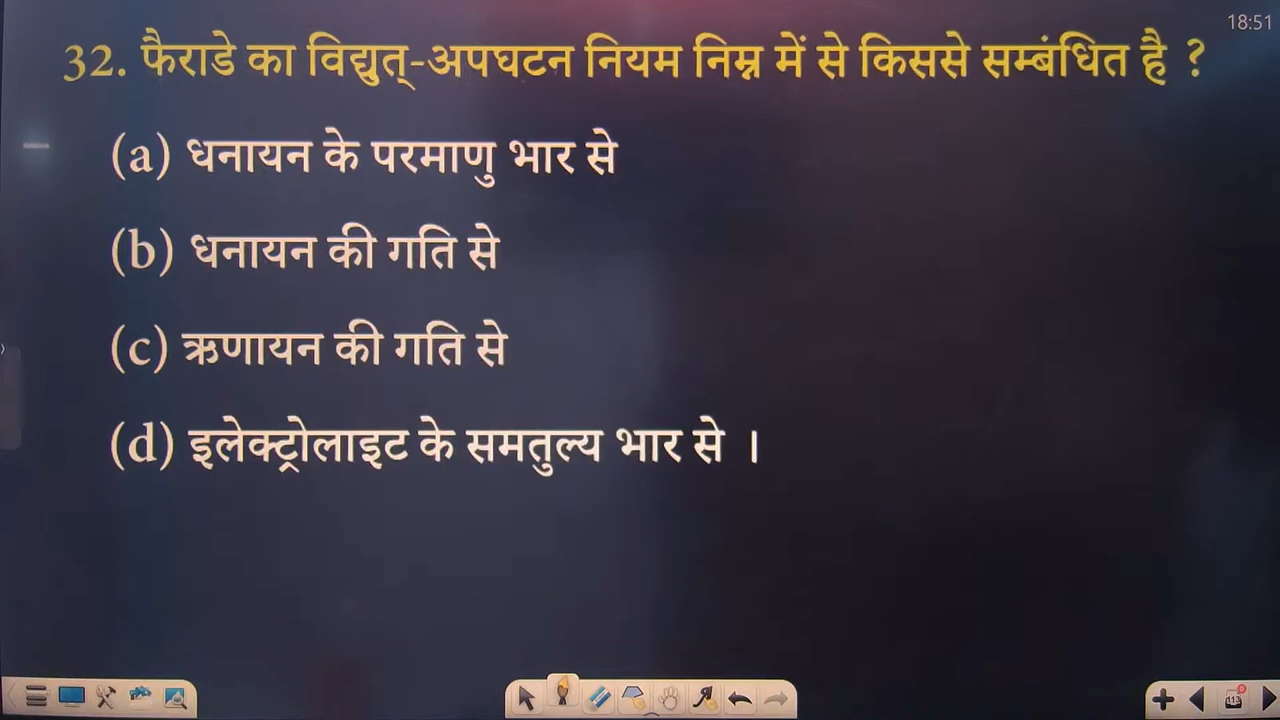 18:51
32. फैराडे का विद्युत्-अपघटन नियम निम्न में से किससे सम्बंधित है ?
(a) धनायन के परमाणु भार से
(b) धनायन की गति से
(c) ऋणायन की गति से
(d) इलेक्ट्रोलाइट के समतुल्य भार से ।